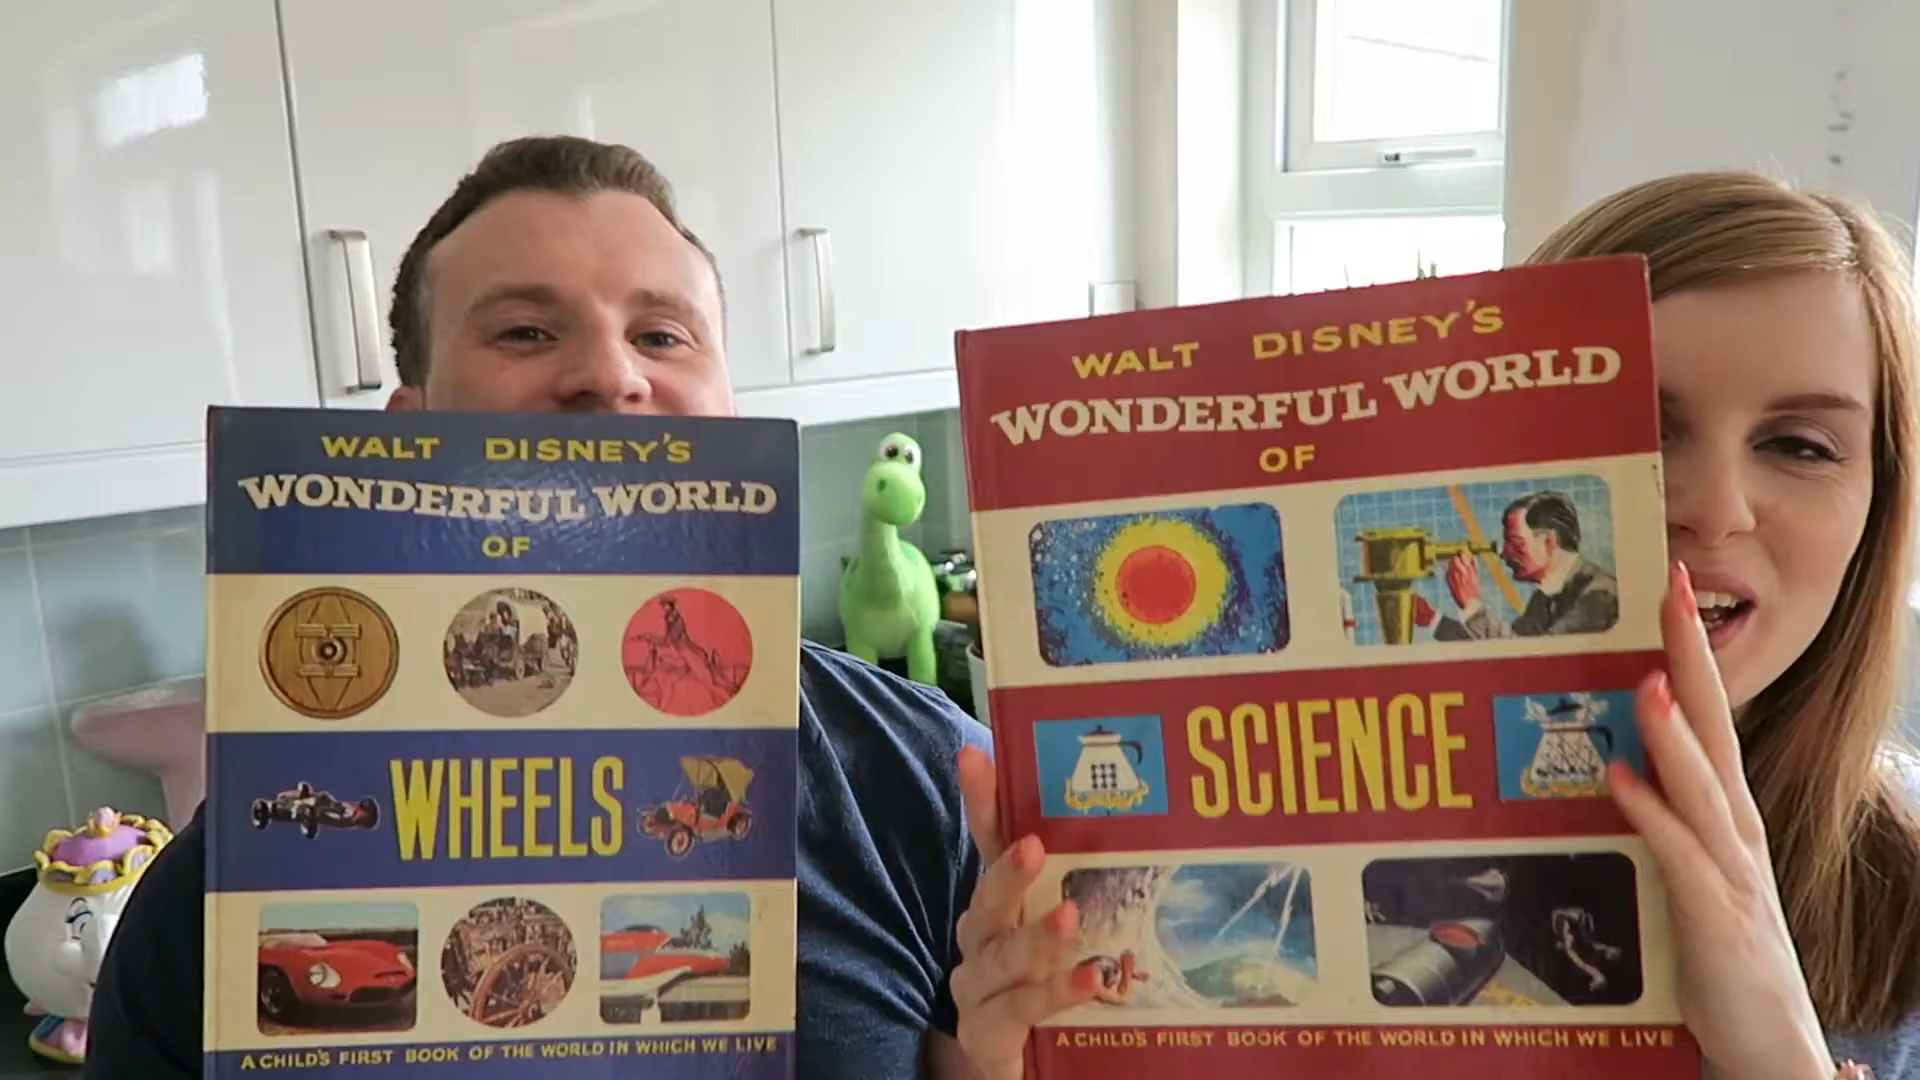 WALT DISNEY'S
WONDERFUL WORLD
OF
WHEELS
A CHILD'S FIRST BOOK OF THE WORLD IN WHICH WE LIVE
WALT DISNEY'S
WONDERFUL WORLD
OF
SCIENCE
A CHILD'S FIRST BOOK OF THE WORLD IN WHICH WE LIVE